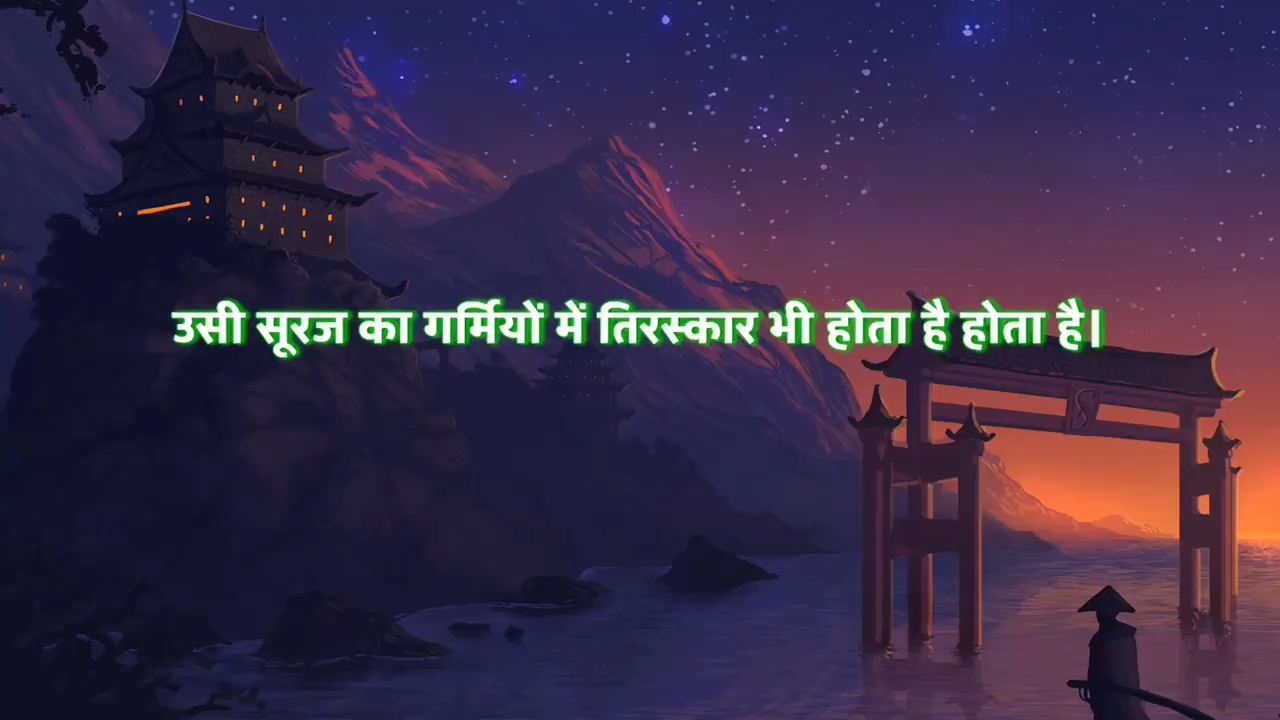 उसी सूरज का गर्मियों में तिरस्कार भी होता है होता है।